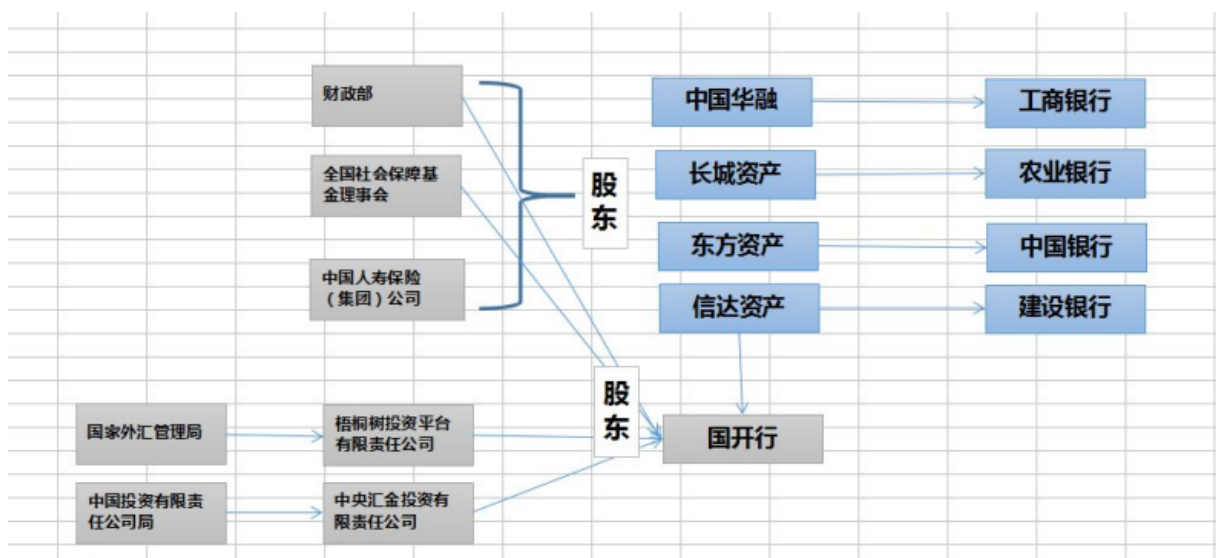 财政部
中国华融
工商银行
全国社会保障基
金理事会
股
东
长城资产
农业银行
东方资产
中国银行
中国人寿保险
（集团）公司
信达资产
建设银行
股
东
国家外汇管理局
梧桐树投资平台
有限责任公司
国开行
中国投资有限责
任公司局
中央汇金投资有
限责任公司